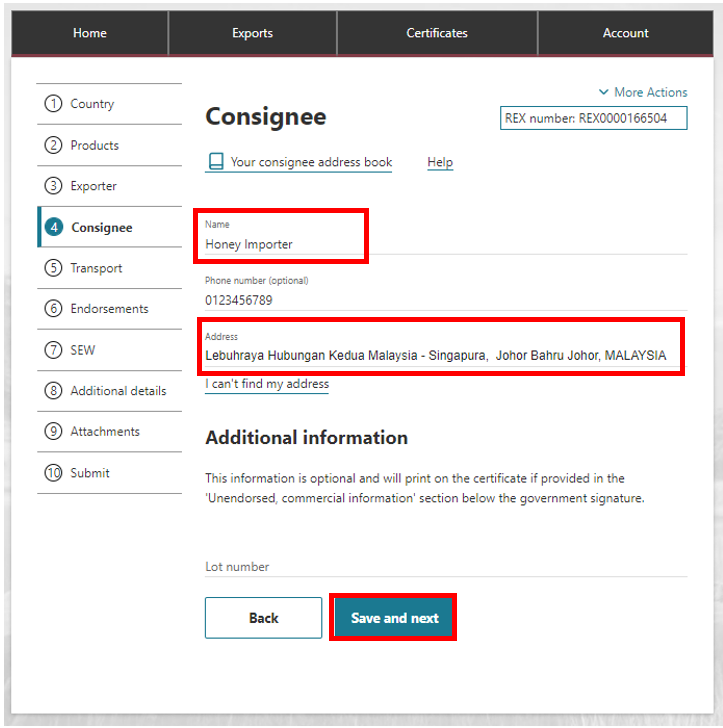 Home Exports Certificates Account
1 Country
2 Products
3 Exporter
4 Consignee
5 Transport
6 Endorsements
7 SEW
8 Additional details
9 Attachments
10 Submit
More Actions
Consignee
REX number: REX0000166504
Your consignee address book Help
Name
Honey Importer
Phone number (optional)
0123456789
Address
Lebuhraya Hubungan Kedua Malaysia - Singapura, Johor Bahru Johor, MALAYSIA
I can't find my address
Additional information
This information is optional and will print on the certificate if provided in the
'Unendorsed, commercial information' section below the government signature.
Lot number
Back Save and next